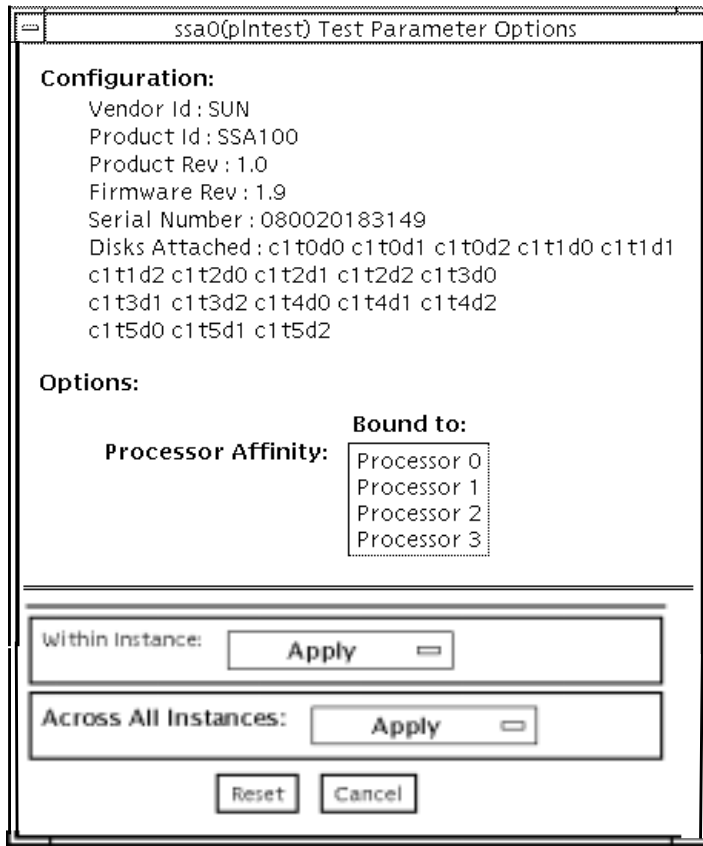 ssa0(plntest) Test Parameter Options
Configuration:
Vendor Id : SUN
Product Id : SSA100
Product Rev : 1.0
Firmware Rev : 1.9
Serial Number : 080020183149
Disks Attached : c1t0d0 c1t0d1 c1t0d2 c1t1d0 c1t1d1
c1t1d2 c1t2d0 c1t2d1 c1t2d2 c1t3d0
c1t3d1 c1t3d2 c1t4d0 c1t4d1 c1t4d2
c1t5d0 c1t5d1 c1t5d2
Options:
Bound to:
Processor Affinity:
Processor 0
Processor 1
Processor 2
Processor 3
Within Instance: Apply
Across All Instances: Apply
Reset Cancel